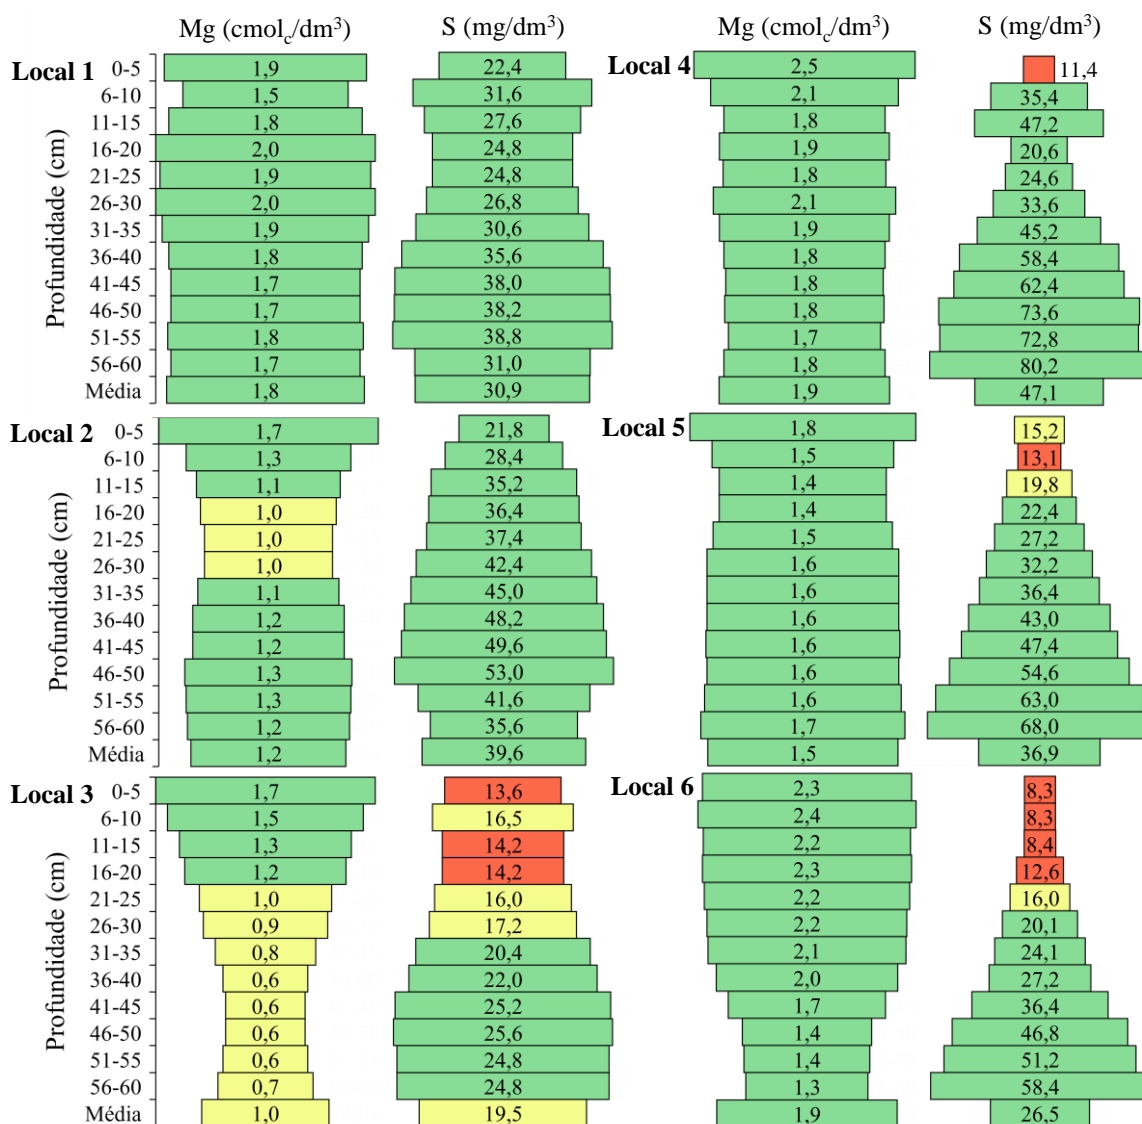 Mg (cmolc/dm³) S (mg/dm³) Mg (cmolc/dm³) S (mg/dm³)
Profundidade (cm)
Local 1 0-5 1,9 22,4 Local 4 2,5 11,4
6-10 1,5 31,6 2,1 35,4
11-15 1,8 27,6 1,8 47,2
16-20 2,0 24,8 1,9 20,6
21-25 1,9 24,8 1,8 24,6
26-30 2,0 26,8 2,1 33,6
31-35 1,9 30,6 1,9 45,2
36-40 1,8 35,6 1,8 58,4
41-45 1,7 38,0 1,8 62,4
46-50 1,7 38,2 1,8 73,6
51-55 1,8 38,8 1,7 72,8
56-60 1,7 31,0 1,8 80,2
Média 1,8 30,9 1,9 47,1
Profundidade (cm)
Local 2 0-5 1,7 21,8 Local 5 1,8 15,2
6-10 1,3 28,4 1,5 13,1
11-15 1,1 35,2 1,4 19,8
16-20 1,0 36,4 1,4 22,4
21-25 1,0 37,4 1,5 27,2
26-30 1,0 42,4 1,6 32,2
31-35 1,1 45,0 1,6 36,4
36-40 1,2 48,2 1,6 43,0
41-45 1,2 49,6 1,6 47,4
46-50 1,3 53,0 1,6 54,6
51-55 1,3 41,6 1,6 63,0
56-60 1,2 35,6 1,7 68,0
Média 1,2 39,6 1,5 36,9
Profundidade (cm)
Local 3 0-5 1,7 13,6 Local 6 2,3 8,3
6-10 1,5 16,5 2,4 8,3
11-15 1,3 14,2 2,2 8,4
16-20 1,2 14,2 2,3 12,6
21-25 1,0 16,0 2,2 16,0
26-30 0,9 17,2 2,2 20,1
31-35 0,8 20,4 2,1 24,1
36-40 0,6 22,0 2,0 27,2
41-45 0,6 25,2 1,7 36,4
46-50 0,6 25,6 1,4 46,8
51-55 0,6 24,8 1,4 51,2
56-60 0,7 24,8 1,3 58,4
Média 1,0 19,5 1,9 26,5